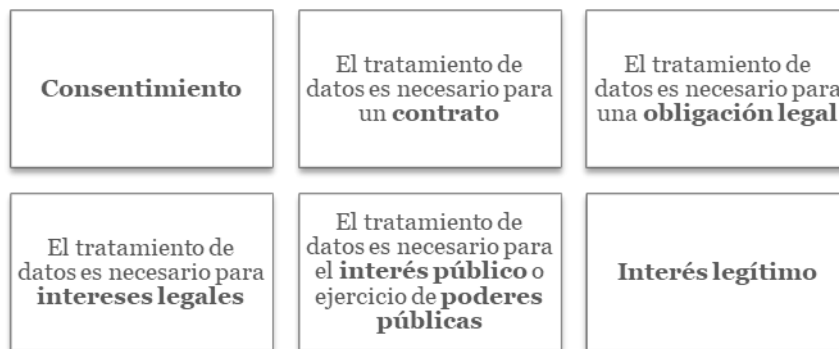 Consentimiento
El tratamiento de
datos es necesario para
un contrato
El tratamiento de
datos es necesario para
una obligación legal
El tratamiento de
datos es necesario para
intereses legales
El tratamiento de
datos es necesario para
el interés público o
ejercicio de poderes
públicas
Interés legítimo